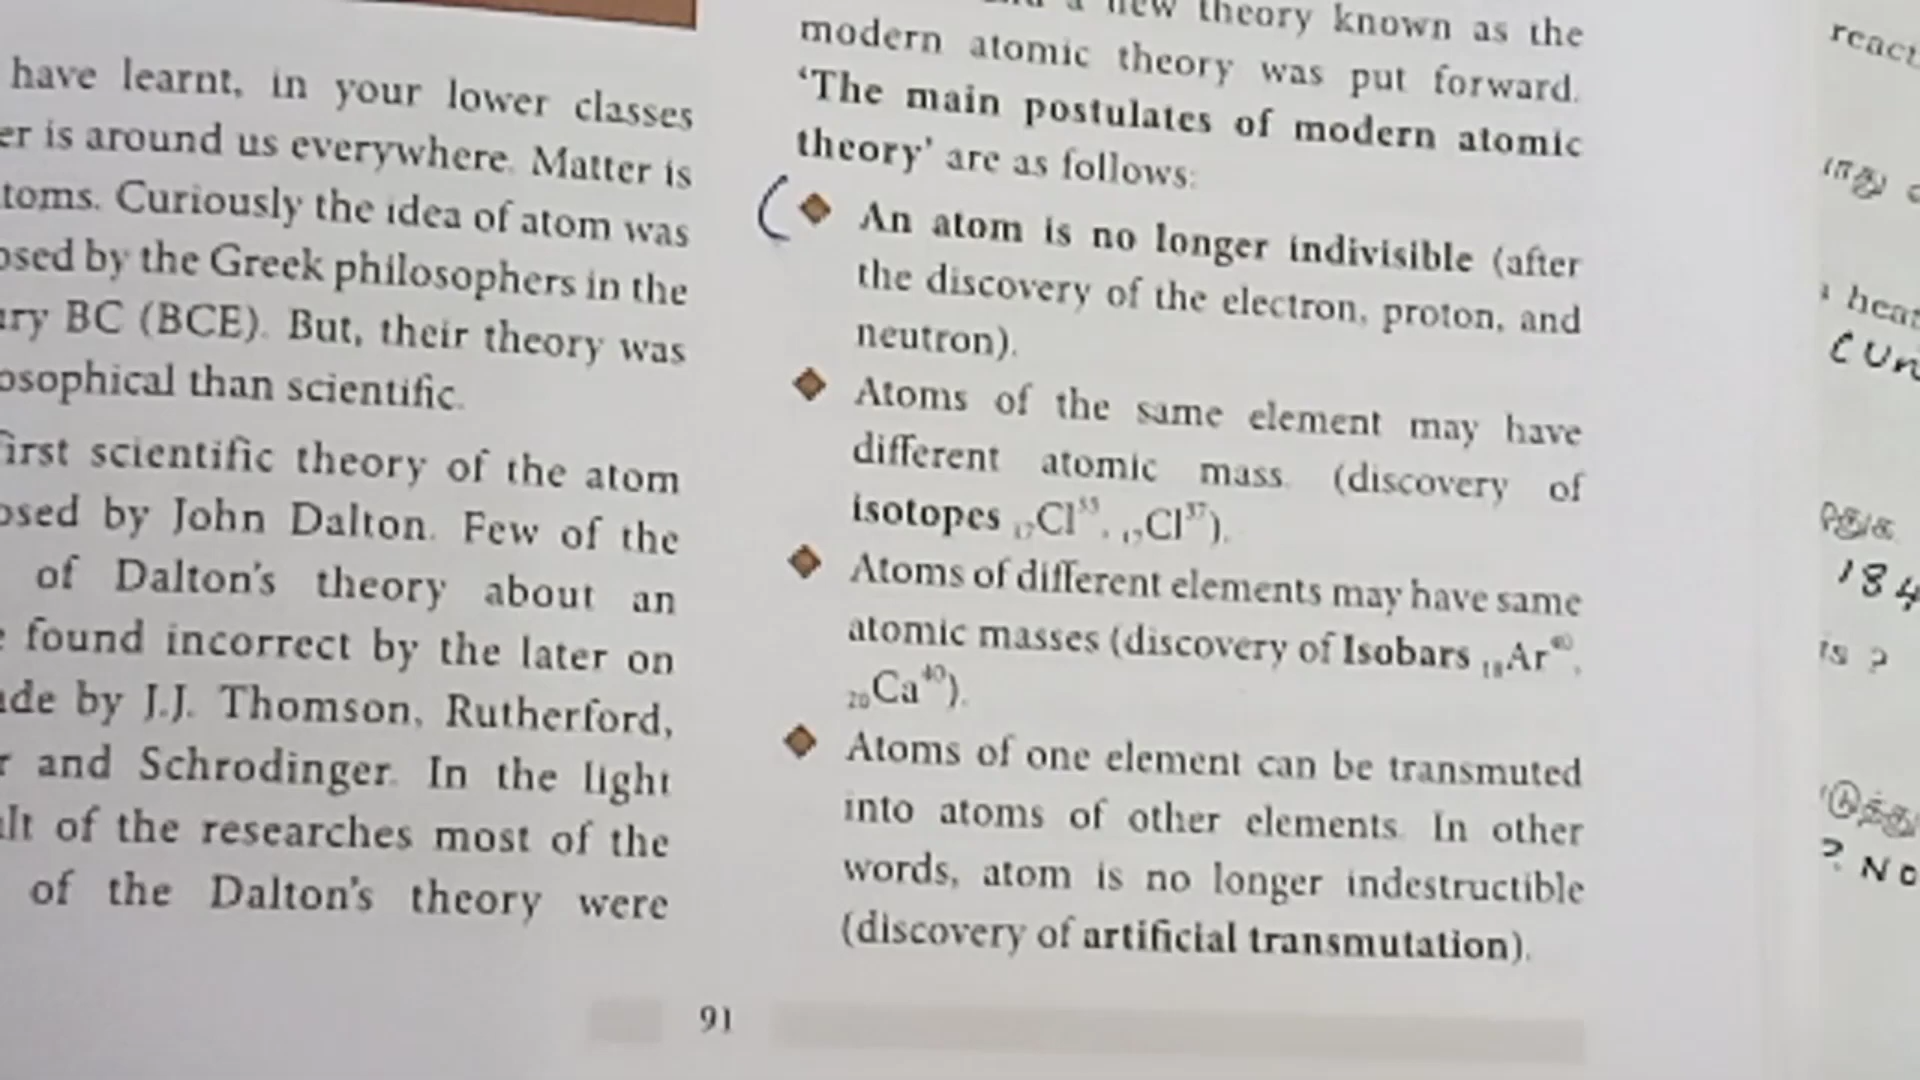 have learnt, in your lower classes
er is around us everywhere. Matter is
toms. Curiously the idea of atom was
osed by the Greek philosophers in the
ury BC (BCE). But, their theory was
osophical than scientific.
first scientific theory of the atom
osed by John Dalton. Few of the
of Dalton's theory about an
found incorrect by the later on
ade by J.J. Thomson, Rutherford,
r and Schrodinger. In the light
ult of the researches most of the
of the Dalton's theory were
a new theory known as the
modern atomic theory was put forward.
‘The main postulates of modern atomic
theory’ are as follows:
An atom is no longer indivisible (after
the discovery of the electron, proton, and
neutron).
Atoms of the same element may have
different atomic mass. (discovery of
isotopes ₁₇Cl³⁵, ₁₇Cl³⁷).
Atoms of different elements may have same
atomic masses (discovery of Isobars ₁₈Ar⁴⁰,
₂₀Ca⁴⁰).
Atoms of one element can be transmuted
into atoms of other elements. In other
words, atom is no longer indestructible
(discovery of artificial transmutation).
91
react
heat
184
is ?
? NO